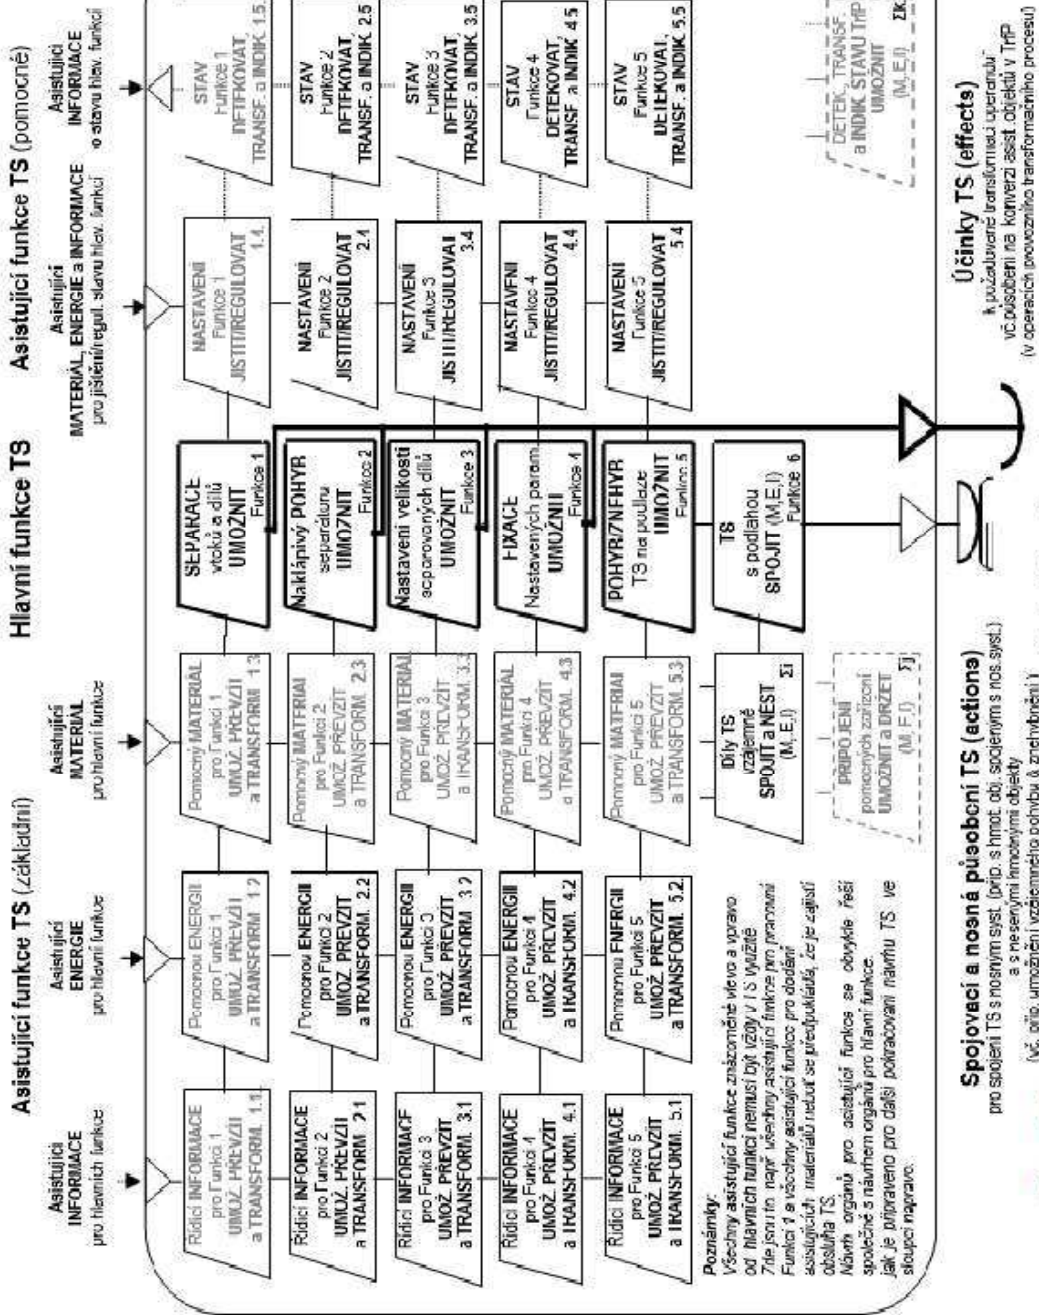 Asistující funkce TS (základní)
Hlavní funkce TS
Asistující funkce TS (pomocné)
Asistující
INFORMACE
pro hlavních funkce
Asistující
ENERGIE
pro hlavní funkce
Asistující
MATERIÁL
pro hlavní funkce
Asistující
MATERIÁL, ENERGIE a INFORMACE
pro jištění/regul. stavu hlav. funkcí
Asistující
INFORMACE
o stavu hlav. funkcí
Řídící INFORMACE
pro Funkci 1
UMOŽ. PŘEVZÍT
a TRANSFORM. 1.1.
Pomocnou ENERGII
pro Funkci 1
UMOŽ. PŘEVZÍT
a TRANSFORM 1.2
Pomocný MATERIÁL
pro Funkci 1
UMOŽ. PŘEVZÍT
a TRANSFORM 1.3
SEPARACE
vtoků a dílů
UMOŽNIT
Funkce 1
NASTAVENÍ
Funkce 1
JISTIT/REGULOVAT
1.4.
STAV
Funkce 1
TRANSF. a INDIK. 1.5.
Řídící INFORMACE
pro Funkci 2
UMOŽ. PŘEVZÍT
a TRANSFORM 2.1
Pomocnou ENERGII
pro Funkci 2
UMOŽ. PŘEVZÍT
a TRANSFORM. 2.2
Pomocný MATERIÁL
pro Funkci 2
UMOŽ. PŘEVZÍT
a TRANSFORM. 2.3
Naklápivý POHYB
separátoru
UMOŽNIT
Funkce 2
NASTAVENÍ
Funkce 2
JISTIT/REGULOVAT
2.4
STAV
Funkce 2
TRANSF. a INDIK. 2.5
Řídící INFORMACE
pro Funkci 3
UMOŽ. PŘEVZÍT
a TRANSFORM. 3.1
Pomocnou ENERGII
pro Funkci 3
UMOŽ. PŘEVZÍT
a TRANSFORM 3.2
Pomocný MATERIÁL
pro Funkci 3
UMOŽ. PŘEVZÍT
a TRANSFORM. 3.3
Nastavení velikosti
separovaných dílů
UMOŽNIT
Funkce 3
NASTAVENÍ
Funkce 3
JISTIT/REGULOVAT
3.4
STAV
Funkce 3
TRANSF. a INDIK. 3.5
Řídící INFORMACE
pro Funkci 4
UMOŽ. PŘEVZÍT
a TRANSFORM. 4.1
Pomocnou ENERGII
pro Funkci 4
UMOŽ. PŘEVZÍT
a TRANSFORM. 4.2
Pomocný MATERIÁL
pro Funkci 4
UMOŽ. PŘEVZÍT
a TRANSFORM. 4.3
FIXACE
Nastavených param.
UMOŽNIT
Funkce 4
NASTAVENÍ
Funkce 4
JISTIT/REGULOVAT
4.4
STAV
Funkce 4
DETEKOVAT,
TRANSF. a INDIK 4.5
Řídící INFORMACE
pro Funkci 5
UMOŽ. PŘEVZÍT
a TRANSFORM. 5.1
Pomocnou ENERGII
pro Funkci 5
UMOŽ. PŘEVZÍT
a TRANSFORM. 5.2.
Pomocný MATERIÁL
pro Funkci 5
UMOŽ. PŘEVZÍT
a TRANSFORM. 5.3
POHYB/ZNEHYB
TS na podlaze
UMOŽNIT
Funkce 5
NASTAVENÍ
Funkce 5
JISTIT/REGULOVAT
5.4
STAV
Funkce 5
DETEKOVAT,
TRANSF. a INDIK. 5.5
Díly TS
vzájemně
SPOJIT a NÉST
(M, E, I) Σi
TS
s podlahou
SPOJIT (M,E,I)
Funkce 6
PŘIPOJENÍ
pomocných zařízení
UMOŽNIT a DRŽET
(M, E, I) Σj
DETEK., TRANSF.
a INDIK. STAVU TrfP
UMOŽNIT
(M,E,I) Σk.
Poznámky:
Všechny asistující funkce znázorněné vlevo a vpravo
od hlavních funkcí nemusí být vždy v TS využité
Zde jsou to např. všechny asistující funkce pro pracovní
Funkci 1 a všechny asistující funkce pro dodání
asistujících materiálů neboť se předpokládá, že je zajistí
obsluha TS.
Návrh orgánů pro asistující funkce se obvykle řeší
společně s návrhem orgánů pro hlavní funkce.
jak je připraveno pro další pokračování návrhu TS ve
sloupci napravo.
Spojovací a nosná působení TS (actions)
pro spojení TS s nosným syst. (příp. s hmot. obj. spojeným s nos. syst.)
a s nesenými hmotnými objekty
(vč. příp. umožnění vzájemného pohybu & znehybnění)
Účinky TS (effects)
k požadované transformaci operandů
vč. působení na konverzi asist. objektů v TrfP
(v operacích provozního transformačního procesu)